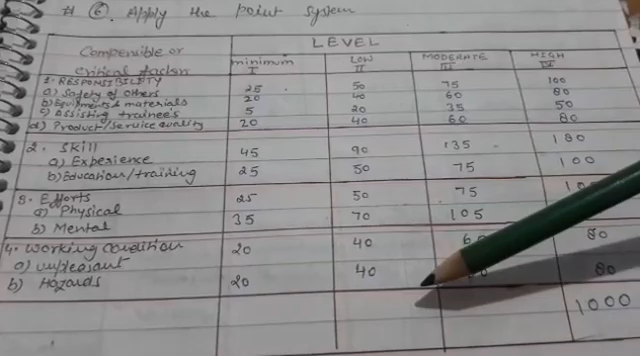 # ⑥. Apply the point system
LEVEL
Compensible or critical factors minimum I LOW II MODERATE III HIGH IV
1. RESPONSIBILITY
a) Safety of others 25 50 75 100
b) Equipments & materials 20 40 60 80
c) Assisting trainees 5 20 35 50
d) Product/Service quality 20 40 60 80
2. Skill
a) Experience 45 90 135 180
b) Education/training 25 50 75 100
3. Efforts
a) Physical 25 50 75
b) Mental 35 70 105
4. Working Condition
a) unpleasant 20 40 80
b) Hazards 20 40 80
1000